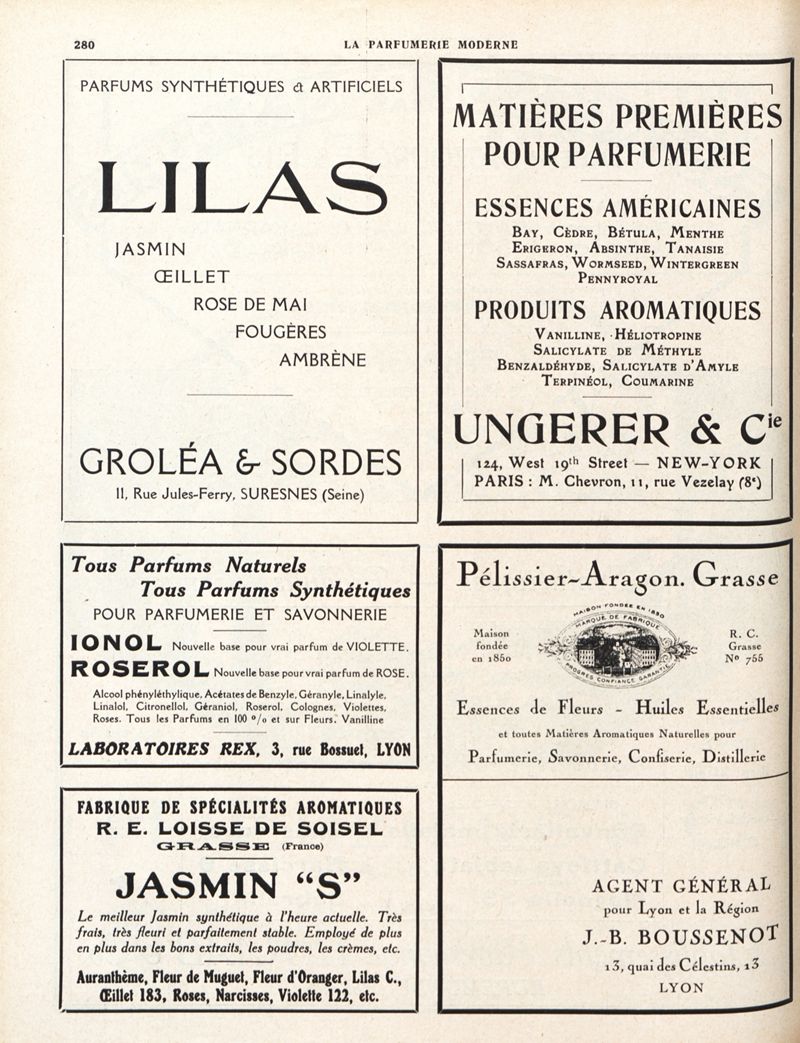 280
LA PARFUMERIE MODERNE
PARFUMS SYNTHÉTIQUES & ARTIFICIELS
LILAS
JASMIN
ŒILLET
ROSE DE MAI
FOUGÈRES
AMBRÈNE
GROLÉA & SORDES
11, Rue Jules-Ferry, SURESNES (Seine)
MATIÈRES PREMIÈRES
POUR PARFUMERIE
ESSENCES AMÉRICAINES
BAY, CÈDRE, BÉTULA, MENTHE
ERIGERON, ABSINTHE, TANAISIE
SASSAFRAS, WORMSEED, WINTERGREEN
PENNYROYAL
PRODUITS AROMATIQUES
VANILLINE, HÉLIOTROPINE
SALICYLATE DE MÉTHYLE
BENZALDÉHYDE, SALICYLATE D'AMYLE
TERPINÉOL, COUMARINE
UNGERER & Cie
124, West 19th Street — NEW-YORK
PARIS : M. Chevron, 11, rue Vezelay (8e)
Tous Parfums Naturels
Tous Parfums Synthétiques
POUR PARFUMERIE ET SAVONNERIE
IONOL Nouvelle base pour vrai parfum de VIOLETTE.
ROSEROL Nouvelle base pour vrai parfum de ROSE.
Alcool phényléthylique, Acétates de Benzyle, Géranyle, Linalyle,
Linalol, Citronellol, Géraniol, Roserol, Colognes, Violettes,
Roses. Tous les Parfums en 100 % et sur Fleurs. Vanilline
LABORATOIRES REX, 3, rue Bossuet, LYON
FABRIQUE DE SPÉCIALITÉS AROMATIQUES
R. E. LOISSE DE SOISEL
GRASSE (France)
JASMIN “S”
Le meilleur Jasmin synthétique à l'heure actuelle. Très
frais, très fleuri et parfaitement stable. Employé de plus
en plus dans les bons extraits, les poudres, les crèmes, etc.
Auranthème, Fleur de Muguet, Fleur d'Oranger, Lilas C.,
Œillet 183, Roses, Narcisses, Violette 122, etc.
Pélissier-Aragon. Grasse
Maison
fondée
en 1850
MAISON FONDÉE EN 1850
MARQUE DE FABRIQUE
PROGRÈS CONFIANCE GARANTIE
R. C.
Grasse
No 755
Essences de Fleurs - Huiles Essentielles
et toutes Matières Aromatiques Naturelles pour
Parfumerie, Savonnerie, Confiserie, Distillerie
AGENT GÉNÉRAL
pour Lyon et la Région
J.-B. BOUSSENOT
13, quai des Célestins, 13
LYON